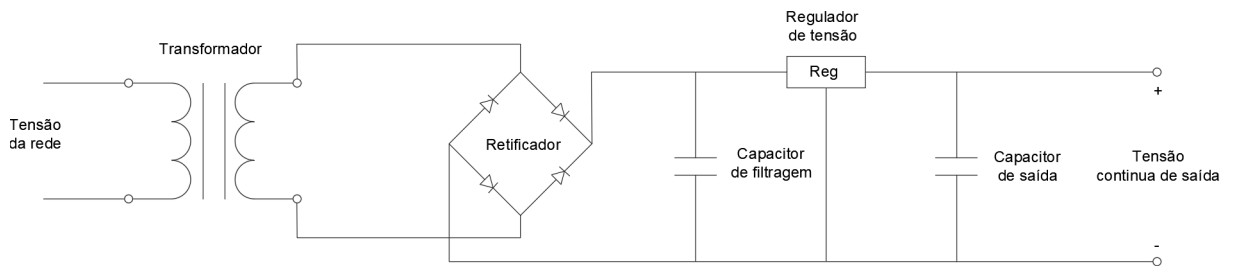 Transformador
Regulador
de tensão
Reg
+
Tensão
da rede
Retificador
Capacitor
de filtragem
Capacitor
de saída
Tensão
continua de saída
-